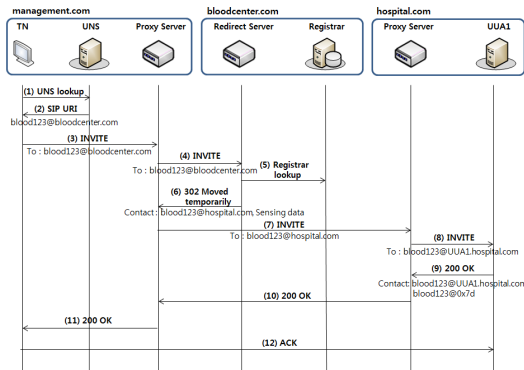 management.com
bloodcenter.com
hospital.com
TN
UNS
Proxy Server
Redirect Server
Registrar
Proxy Server
UUA1
(1) UNS lookup
(2) SIP URI
blood123@bloodcenter.com
(3) INVITE
To : blood123@bloodcenter.com
(4) INVITE
To : blood123@bloodcenter.com
(5) Registrar
lookup
(6) 302 Moved
temporarily
Contact : blood123@hospital.com, Sensing data
(7) INVITE
To : blood123@hospital.com
(8) INVITE
To : blood123@UUA1.hospital.com
(9) 200 OK
Contact: blood123@UUA1.hospital.com
blood123@0x7d
(10) 200 OK
(11) 200 OK
(12) ACK